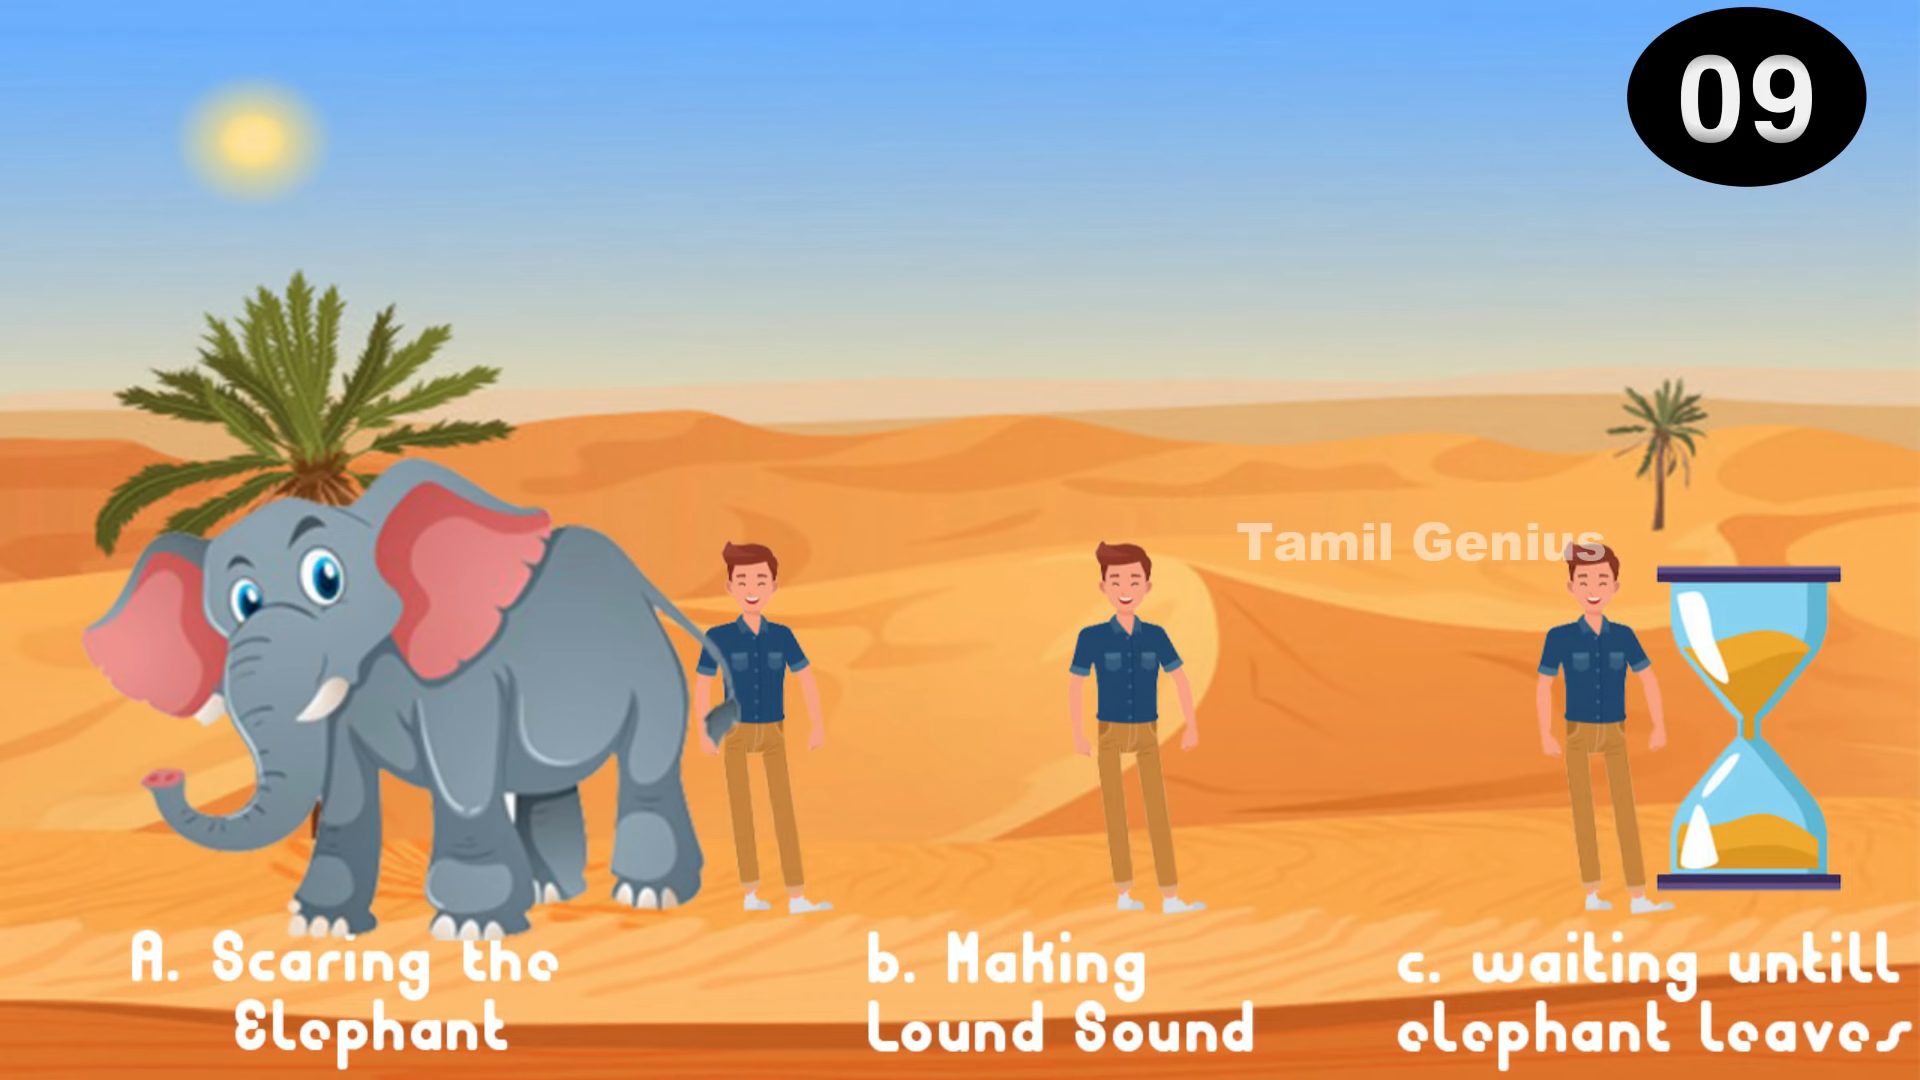 09
Tamil Genius
A. Scaring the
Elephant
b. Making
Lound Sound
c. waiting untill
elephant leaves